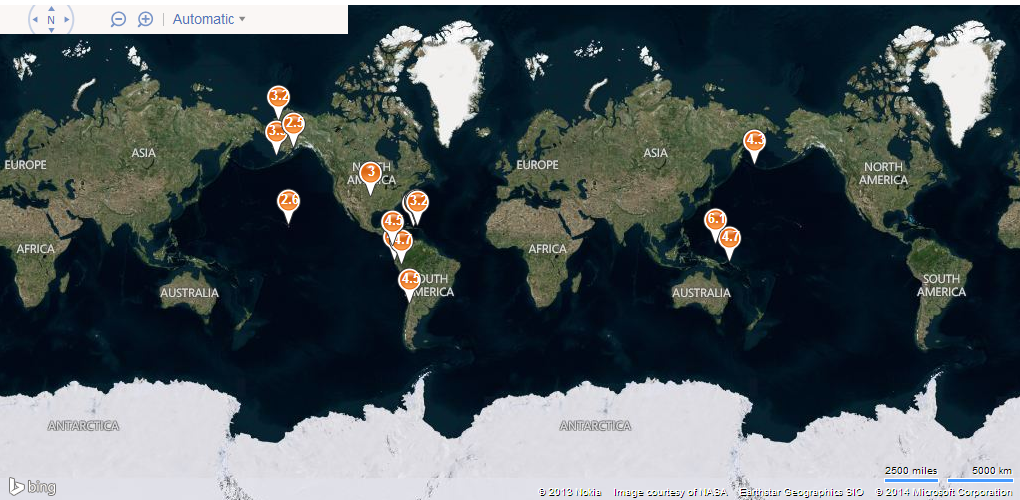 N
Automatic
3.2
2.5
4.3
EUROPE
ASIA
NORTH
AMERICA
3
EUROPE
ASIA
NORTH
AMERICA
2.6
3.2
4.5
6.1
4.7
4.7
AFRICA
AFRICA
4.5
SOUTH
AMERICA
SOUTH
AMERICA
AUSTRALIA
AUSTRALIA
ANTARCTICA
ANTARCTICA
2500 miles
5000 km
bing
© 2013 Nokia
Image courtesy of NASA
Earthstar Geographics SIO
© 2014 Microsoft Corporation